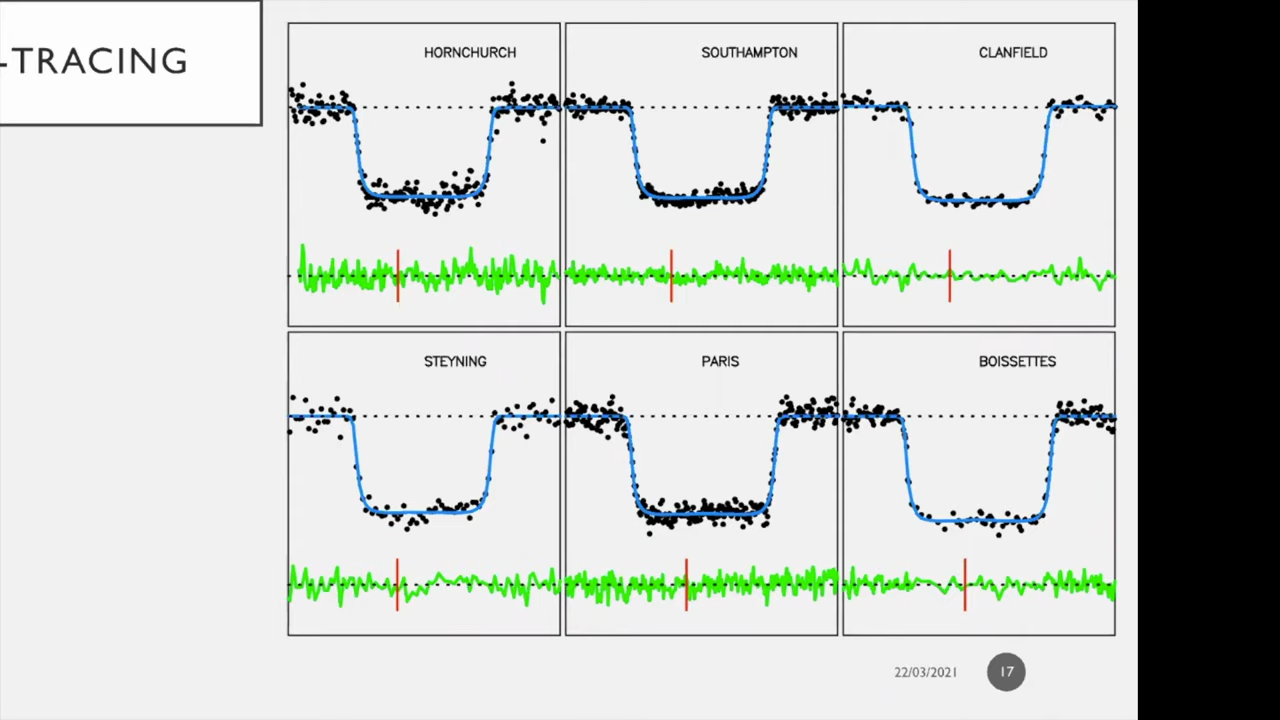 -TRACING
HORNCHURCH
SOUTHAMPTON
CLANFIELD
STEYNING
PARIS
BOISSETTES
22/03/2021
17